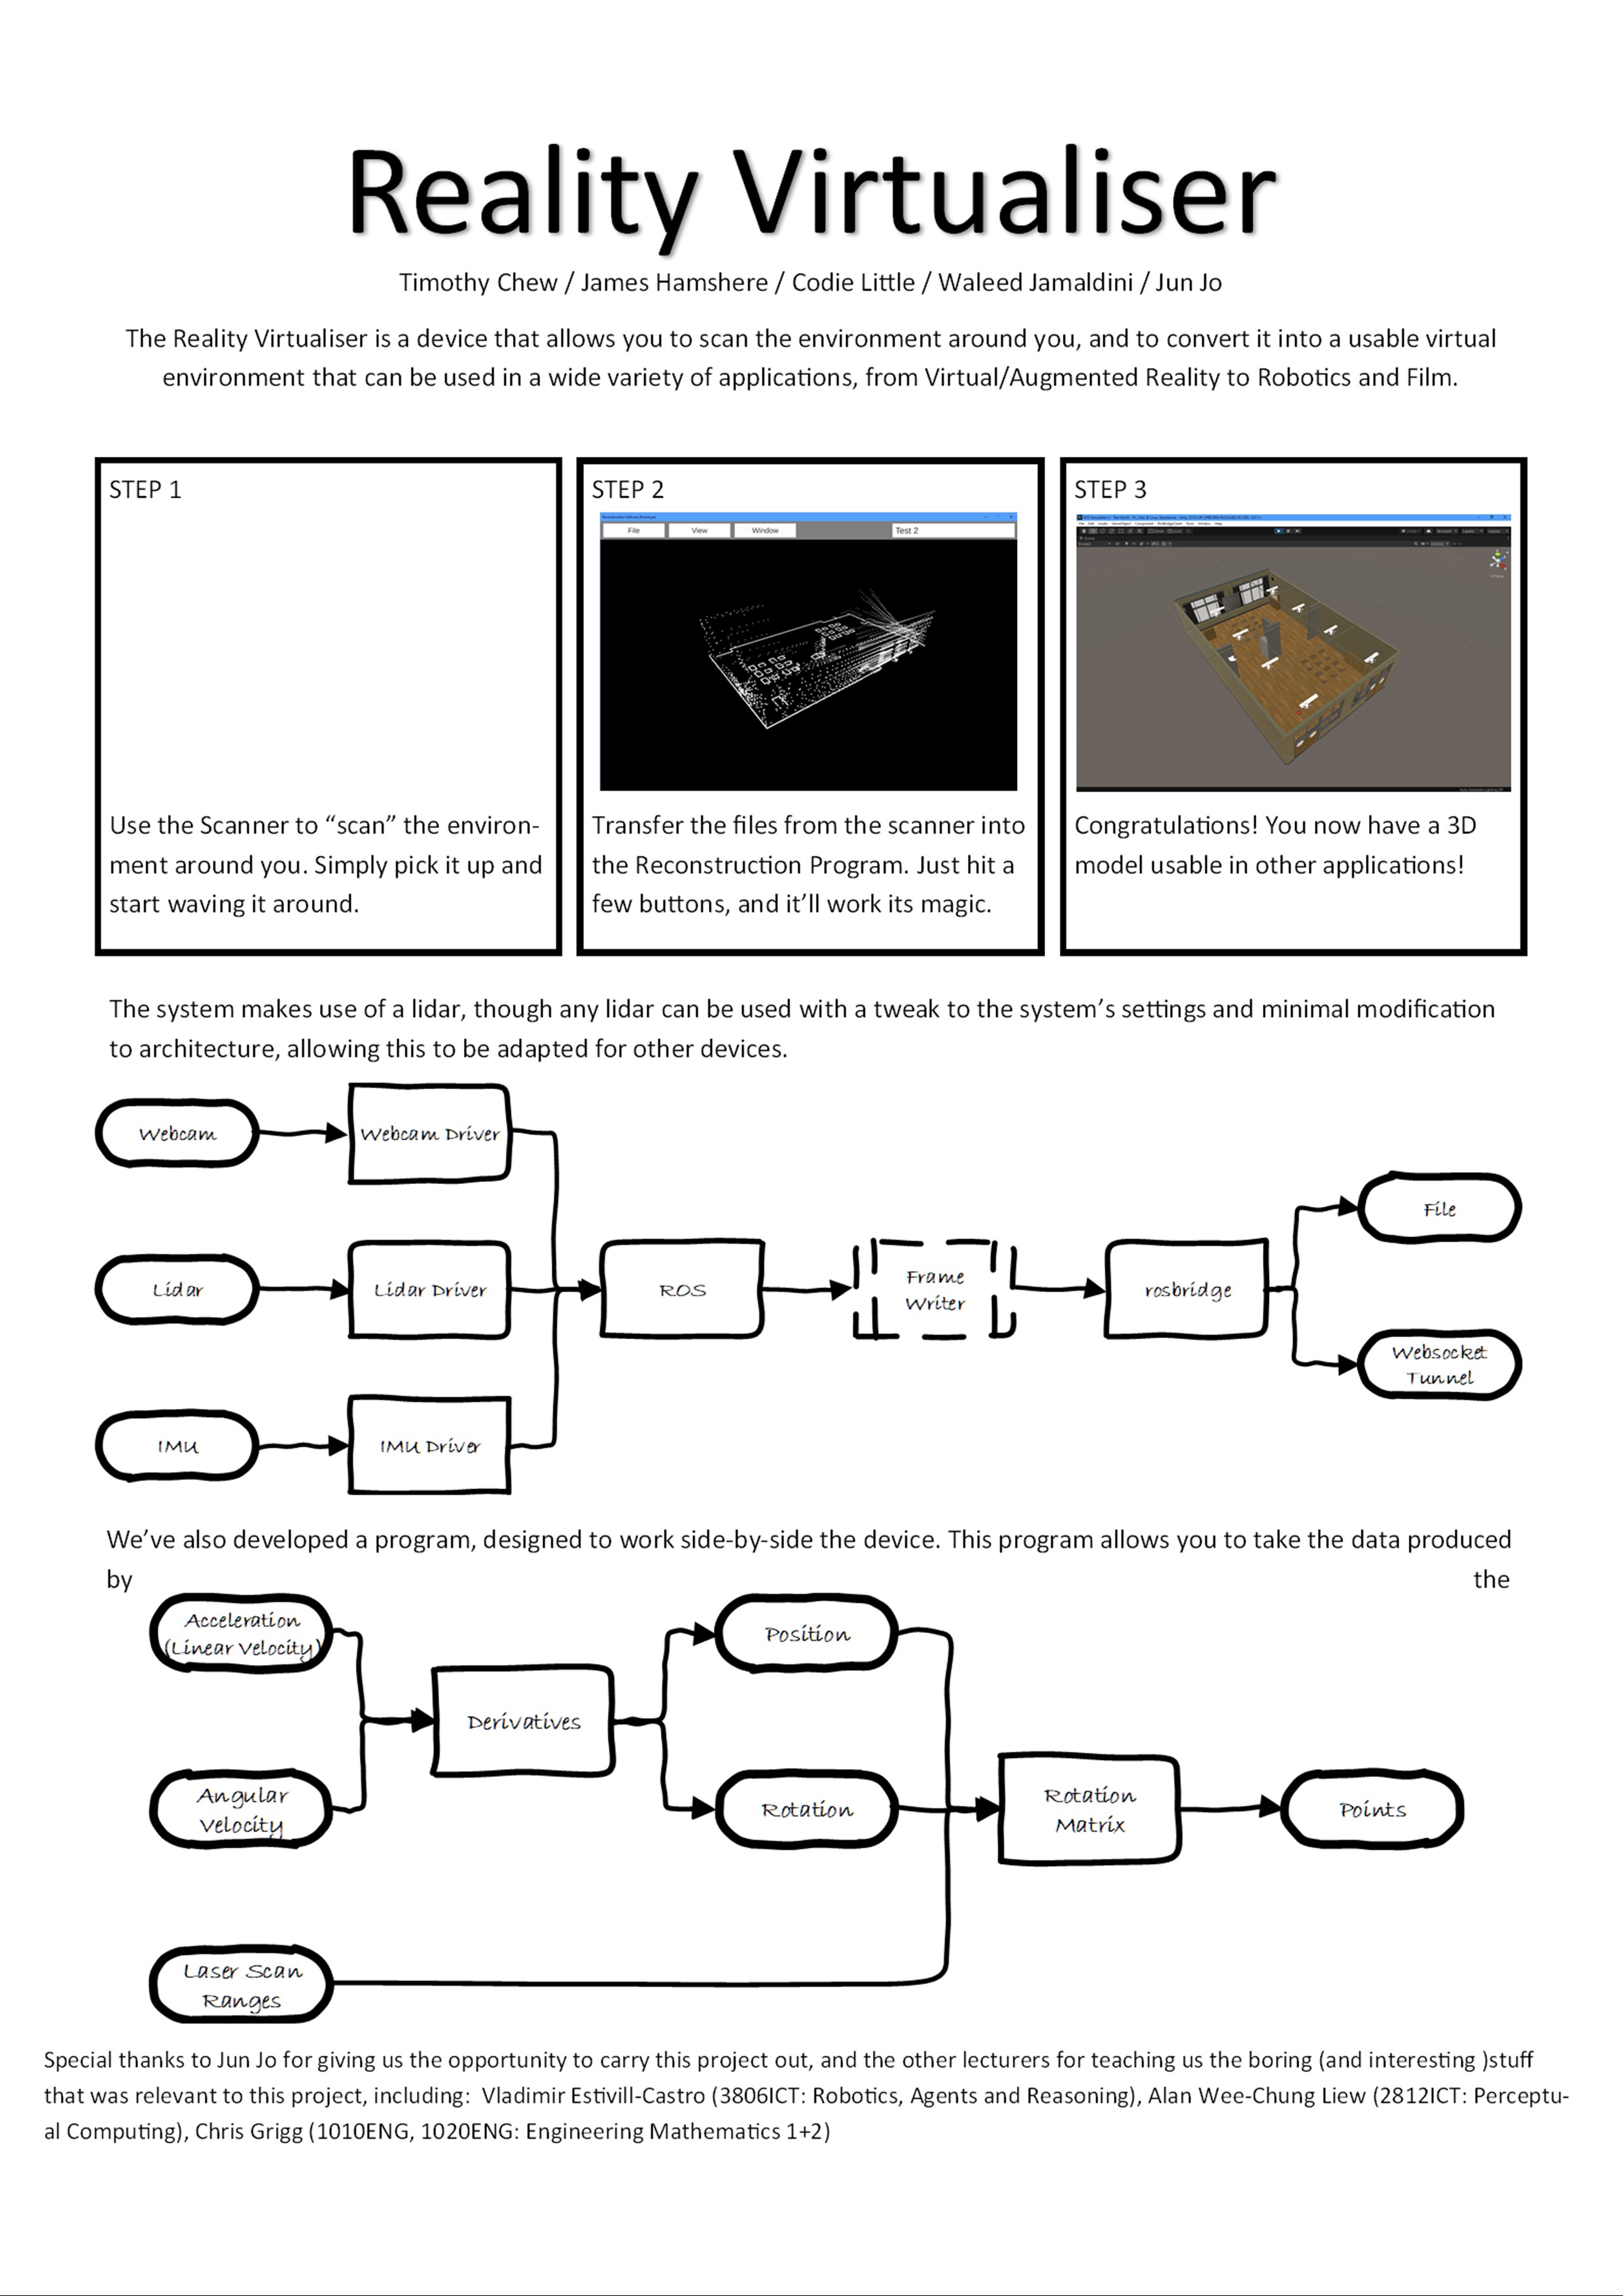 Reality Virtualiser
Timothy Chew / James Hamshere / Codie Little / Waleed Jamaldini / Jun Jo
The Reality Virtualiser is a device that allows you to scan the environment around you, and to convert it into a usable virtual
environment that can be used in a wide variety of applications, from Virtual/Augmented Reality to Robotics and Film.
STEP 1
Use the Scanner to “scan” the environ-
ment around you. Simply pick it up and
start waving it around.
STEP 2
File
View
Window
Test 2
Transfer the files from the scanner into
the Reconstruction Program. Just hit a
few buttons, and it’ll work its magic.
STEP 3
Congratulations! You now have a 3D
model usable in other applications!
The system makes use of a lidar, though any lidar can be used with a tweak to the system’s settings and minimal modification
to architecture, allowing this to be adapted for other devices.
Webcam
Webcam Driver
Lidar
Lidar Driver
IMU
IMU Driver
ROS
Frame
Writer
rosbridge
File
Websocket
Tunnel
We’ve also developed a program, designed to work side-by-side the device. This program allows you to take the data produced
by the
Acceleration
(Linear Velocity)
Angular
Velocity
Derivatives
Position
Rotation
Rotation
Matrix
Points
Laser Scan
Ranges
Special thanks to Jun Jo for giving us the opportunity to carry this project out, and the other lecturers for teaching us the boring (and interesting )stuff
that was relevant to this project, including:  Vladimir Estivill-Castro (3806ICT: Robotics, Agents and Reasoning), Alan Wee-Chung Liew (2812ICT: Perceptu-
al Computing), Chris Grigg (1010ENG, 1020ENG: Engineering Mathematics 1+2)